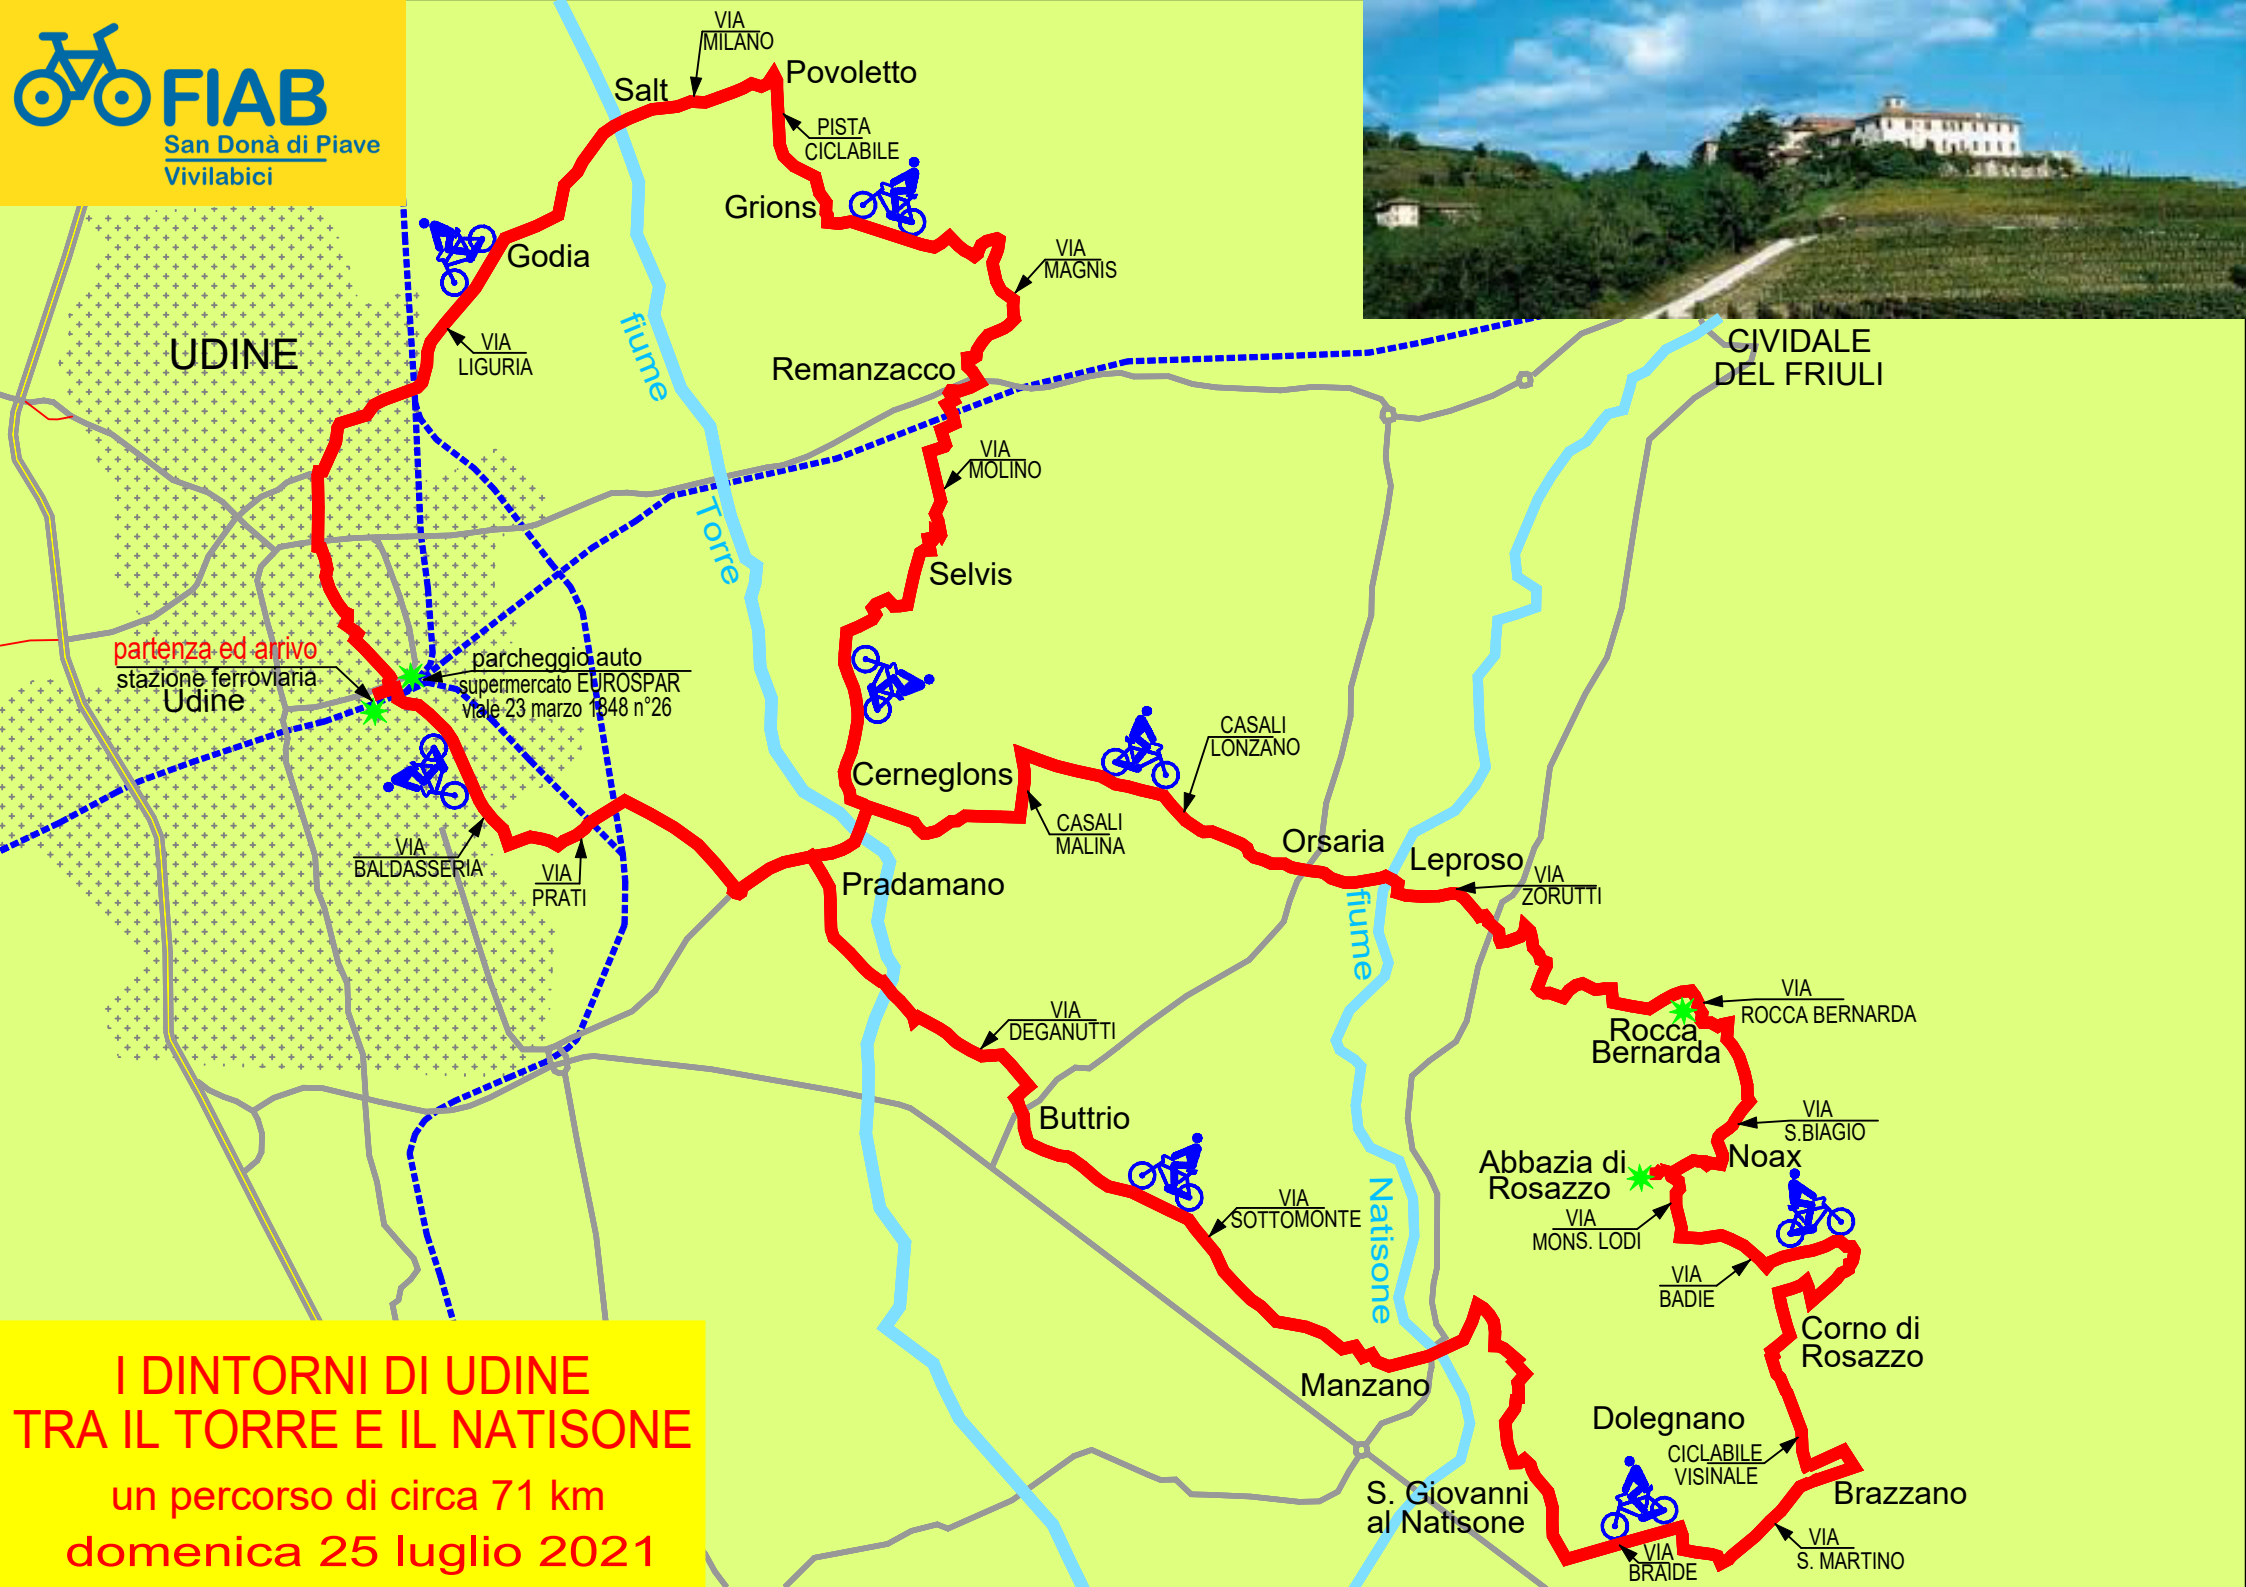 FIAB
San Donà di Piave
Vivilabici
VIA
MILANO
Salt
Povoletto
PISTA
CICLABILE
Grions
Godia
VIA
MAGNIS
UDINE
VIA
LIGURIA
fiume
Remanzacco
CIVIDALE
DEL FRIULI
VIA
MOLINO
Torre
Selvis
partenza ed arrivo
stazione ferroviaria
Udine
parcheggio auto
supermercato EUROSPAR
viale 23 marzo 1848 n°26
CASALI
LONZANO
Cerneglons
CASALI
MALINA
Orsaria
Leproso
VIA
ZORUTTI
VIA
BALDASSERIA
VIA
PRATI
Pradamano
fiume
VIA
ROCCA BERNARDA
Rocca
Bernarda
VIA
DEGANUTTI
Buttrio
VIA
S.BIAGIO
Noax
Abbazia di
Rosazzo
VIA
SOTTOMONTE
Natisone
VIA
MONS. LODI
VIA
BADIE
Corno di
Rosazzo
Manzano
Dolegnano
CICLABILE
VISINALE
S. Giovanni
al Natisone
Brazzano
VIA
BRAIDE
VIA
S. MARTINO
I DINTORNI DI UDINE
TRA IL TORRE E IL NATISONE
un percorso di circa 71 km
domenica 25 luglio 2021